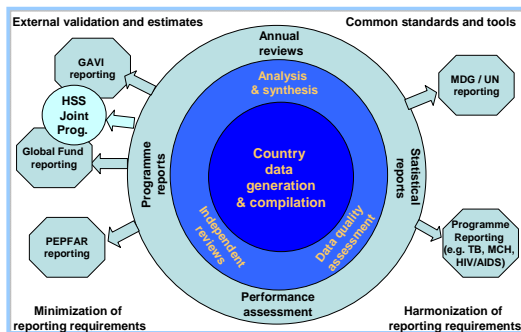 External validation and estimates
Common standards and tools
GAVI
reporting
HSS
Joint
Prog.
Global Fund
reporting
PEPFAR
reporting
Annual
reviews
Analysis
& synthesis
Country
data
generation
& compilation
Programme
reports
Independent
reviews
Data quality
assessment
Statistical
reports
Performance
assessment
MDG / UN
reporting
Programme
Reporting
(e.g. TB, MCH,
HIV/AIDS)
Minimization of
reporting requirements
Harmonization of
reporting requirements